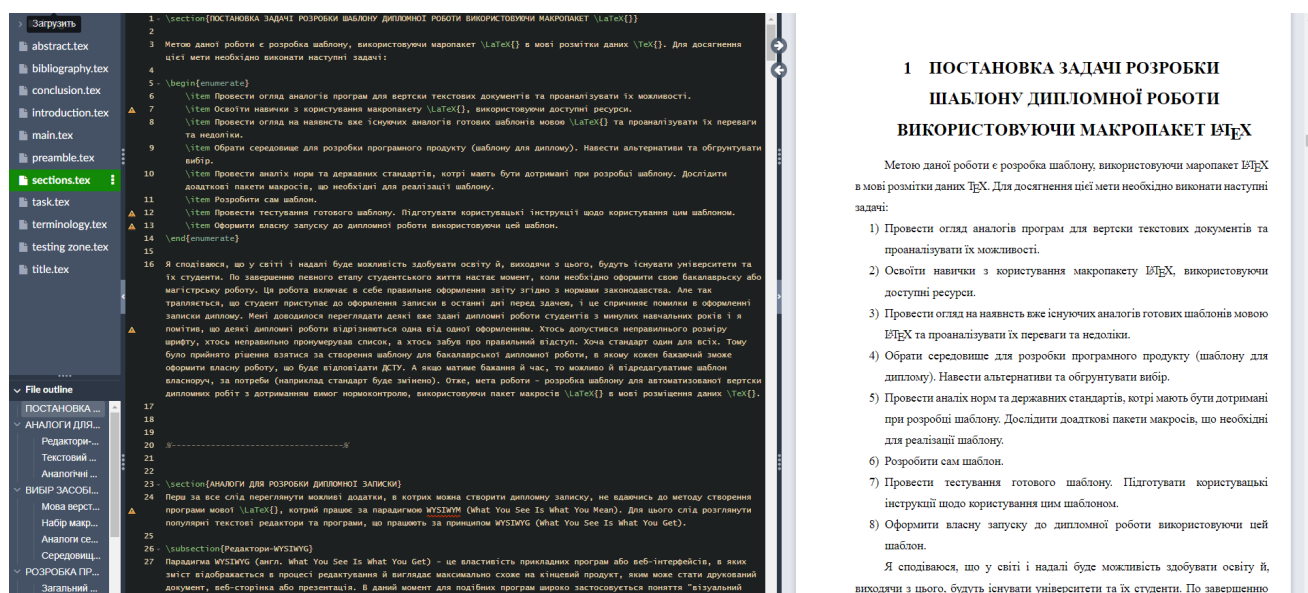 Загрузить
abstract.tex
bibliography.tex
conclusion.tex
introduction.tex
main.tex
preamble.tex
sections.tex
task.tex
terminology.tex
testing zone.tex
title.tex
File outline
ПОСТАНОВКА ...
АНАЛОГИ ДЛЯ...
Редактори-...
Текстовий ...
Аналогічні ...
ВИБІР ЗАСОБІ...
Мова верст...
Набір макр...
Аналоги се...
Середовищ...
РОЗРОБКА ПР...
Загальний ...
1 \section{ПОСТАНОВКА ЗАДАЧІ РОЗРОБКИ ШАБЛОНУ ДИПЛОМНОЇ РОБОТИ ВИКОРИСТОВУЮЧИ МАКРОПАКЕТ \LaTeX{}}
2
3 Метою даної роботи є розробка шаблону, використовуючи маропакет \LaTeX{} в мові розмітки даних \TeX{}. Для досягнення
цієї мети необхідно виконати наступні задачі:
4
5 \begin{enumerate}
6 \item Провести огляд аналогів програм для вертски текстових документів та проаналізувати їх можливості.
7 \item Освоїти навички з користування макропакету \LaTeX{}, використовуючи доступні ресурси.
8 \item Провести огляд на наявнсть вже існуючих аналогів готових шаблонів мовою \LaTeX{} та проаналізувати їх переваги
та недоліки.
9 \item Обрати середовище для розробки програмного продукту (шаблону для диплому). Навести альтернативи та обгрунтувати
вибір.
10 \item Провести аналіз норм та державних стандартів, котрі мають бути дотримані при розробці шаблону. Дослідити
доадткові пакети макросів, що необхідні для реалізації шаблону.
11 \item Розробити сам шаблон.
12 \item Провести тестування готового шаблону. Підготувати користувацькі інструкції щодо користування цим шаблоном.
13 \item Оформити власну запуску до дипломної роботи використовуючи цей шаблон.
14 \end{enumerate}
15
16 Я сподіваюся, що у світі і надалі буде можливість здобувати освіту й, виходячи з цього, будуть існувати університети та
їх студенти. По завершенню певного етапу студентського життя настає момент, коли необхідно оформити свою бакалаврьску або
магістрську роботу. Ця робота включає в себе правильне оформлення звіту згідно з нормами законодавства. Але так
трапляється, що студент приступає до оформлення записки в останні дні перед здачею, і це спричиняє помилки в оформленні
записки диплому. Мені доводилося переглядати деякі вже здані дипломні роботи студентів з минулих навчальних років і я
помітив, що деякі дипломні роботи відрізняються одна від одної оформленням. Хтось допустився неправилнього розміру
шрифту, хтось неправильно пронумерував список, а хтось забув про правильний відступ. Хоча стандарт один для всіх. Тому
було прийнято рішення взятися за створення шаблону для бакалаврської дипломної роботи, в якому кожен бажаючий зможе
оформити власну роботу, що буде відповідати ДСТУ. А якщо матиме бажання й час, то можливо й відредагуватиме шаблон
власноруч, за потреби (наприклад стандарт буде змінено). Отже, мета роботи – розробка шаблону для автоматизованої вертски
дипломних робіт з дотриманням вимог нормоконтролю, використовуючи пакет макросів \LaTeX{} в мові розміщення даних \TeX{}.
17
18
19
20 %----------------------------------%
21
22
23 \section{АНАЛОГИ ДЛЯ РОЗРОБКИ ДИПЛОМНОЇ ЗАПИСКИ}
24 Перш за все слід переглянути можливі додатки, в котрих можна створити дипломну записку, не вдаючись до методу створення
програми мової \LaTeX{}, котрий працює за парадигмою WYSIWYM (What You See Is What You Mean). Для цього слід розглянути
популярні текстові редактори та програми, що працюють за принципом WYSIWYG (What You See Is What You Get).
25
26 \subsection{Редактори-WYSIWYG}
27 Парадигма WYSIWYG (англ. What You See Is What You Get) – це властивість прикладних програм або веб-інтерфейсів, в яких
зміст відображається в процесі редагування й виглядає максимально схоже на кінцевий продукт, яким може стати друкований
документ, веб-сторінка або презентація. В даний момент для подібних програм широко застосовується поняття "візуальний
1 ПОСТАНОВКА ЗАДАЧІ РОЗРОБКИ
ШАБЛОНУ ДИПЛОМНОЇ РОБОТИ
ВИКОРИСТОВУЮЧИ МАКРОПАКЕТ LATEX
Метою даної роботи є розробка шаблону, використовуючи маропакет LATEX
в мові розмітки даних TEX. Для досягнення цієї мети необхідно виконати наступні
задачі:
1) Провести огляд аналогів програм для вертски текстових документів та
проаналізувати їх можливості.
2) Освоїти навички з користування макропакету LATEX, використовуючи
доступні ресурси.
3) Провести огляд на наявнсть вже існуючих аналогів готових шаблонів мовою
LATEX та проаналізувати їх переваги та недоліки.
4) Обрати середовище для розробки програмного продукту (шаблону для
диплому). Навести альтернативи та обгрунтувати вибір.
5) Провести аналіз норм та державних стандартів, котрі мають бути дотримані
при розробці шаблону. Дослідити доадткові пакети макросів, що необхідні
для реалізації шаблону.
6) Розробити сам шаблон.
7) Провести тестування готового шаблону. Підготувати користувацькі
інструкції щодо користування цим шаблоном.
8) Оформити власну запуску до дипломної роботи використовуючи цей
шаблон.
Я сподіваюся, що у світі і надалі буде можливість здобувати освіту й,
виходячи з цього, будуть існувати університети та їх студенти. По завершенню